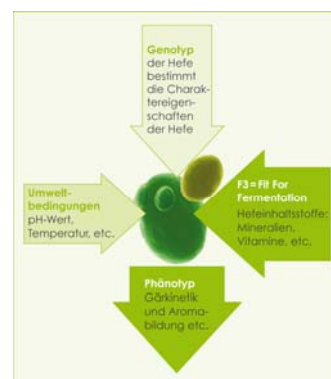 Genotyp
der Hefe
bestimmt
die Charak-
tereigen-
schaften
der Hefe
Umwelt-
bedingungen
pH-Wert,
Temperatur, etc.
F3=Fit For
Fermentation
Hefeinhaltsstoffe:
Mineralien,
Vitamine, etc.
Phänotyp
Gärkinetik
und Aroma-
bildung etc.